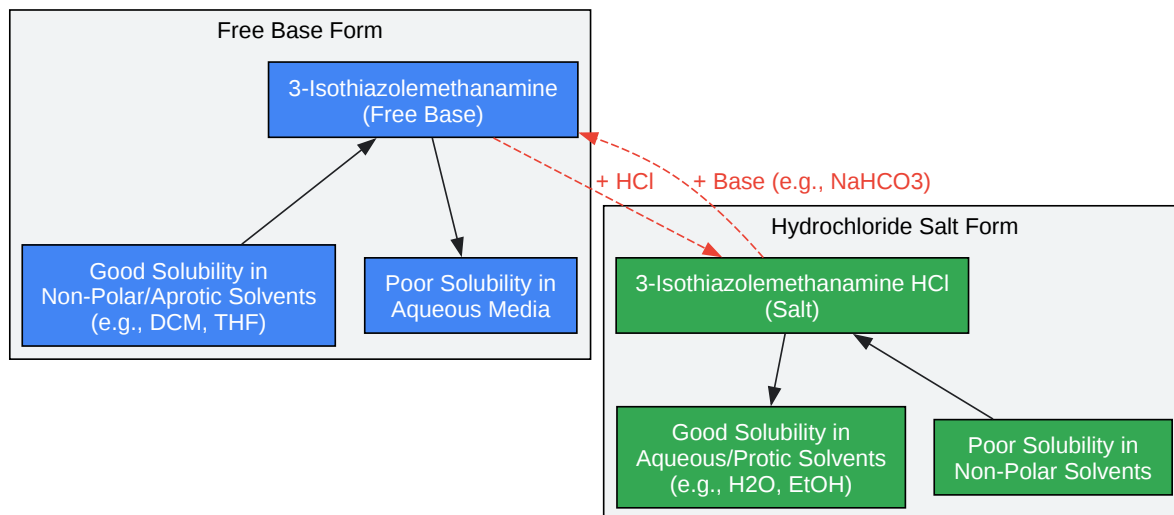 Free Base Form
3-Isothiazolemethanamine
(Free Base)
+ HCl
+ Base (e.g., NaHCO3)
Good Solubility in
Non-Polar/Aprotic Solvents
(e.g., DCM, THF)
Poor Solubility in
Aqueous Media
Hydrochloride Salt Form
3-Isothiazolemethanamine HCl
(Salt)
Good Solubility in
Aqueous/Protic Solvents
(e.g., H2O, EtOH)
Poor Solubility in
Non-Polar Solvents